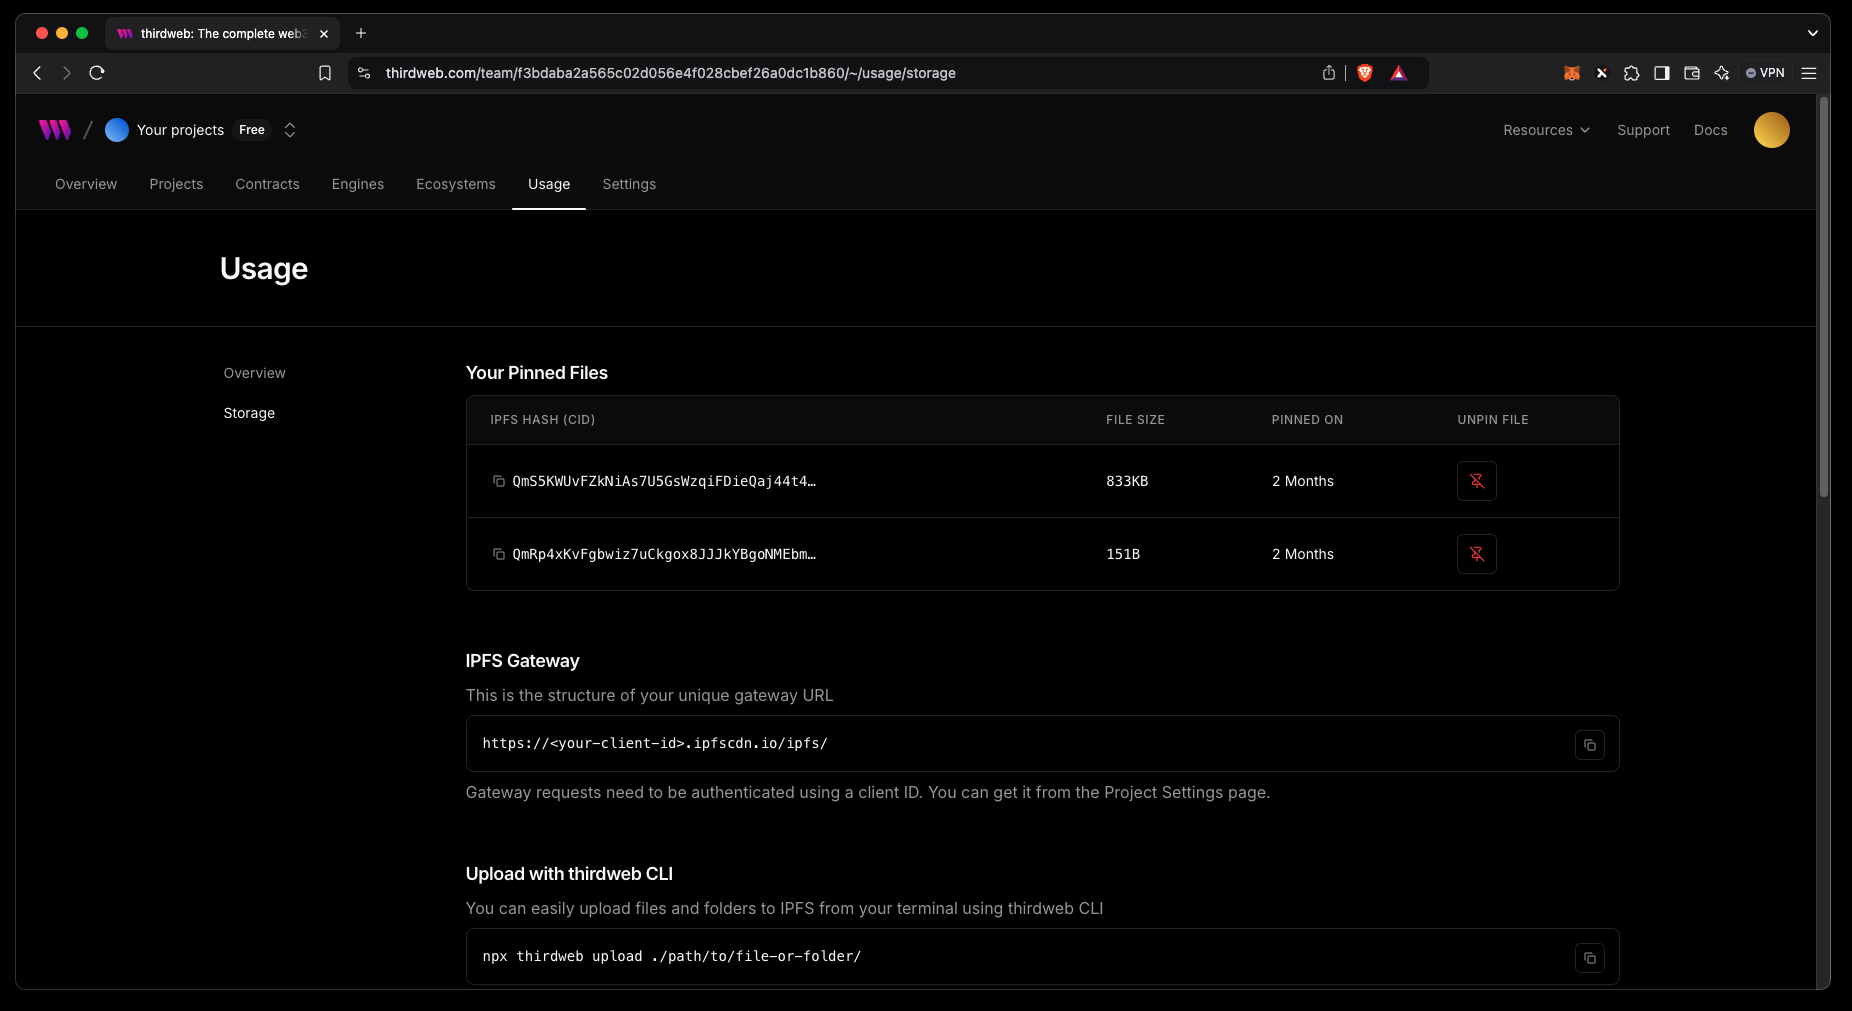 thirdweb: The complete web3
thirdweb.com/team/f3bdaba2a565c02d056e4f028cbef26a0dc1b860/~/usage/storage
VPN
/ Your projects Free
Resources Support Docs
Overview Projects Contracts Engines Ecosystems Usage Settings
Usage
Overview
Storage
Your Pinned Files
IPFS HASH (CID) FILE SIZE PINNED ON UNPIN FILE
QmS5KWUvFZkNiAs7U5GsWzqiFDieQaj44t4… 833KB 2 Months
QmRp4xKvFgbwiz7uCkgox8JJJkYBgoNMEbm… 151B 2 Months
IPFS Gateway
This is the structure of your unique gateway URL
https://<your-client-id>.ipfscdn.io/ipfs/
Gateway requests need to be authenticated using a client ID. You can get it from the Project Settings page.
Upload with thirdweb CLI
You can easily upload files and folders to IPFS from your terminal using thirdweb CLI
npx thirdweb upload ./path/to/file-or-folder/